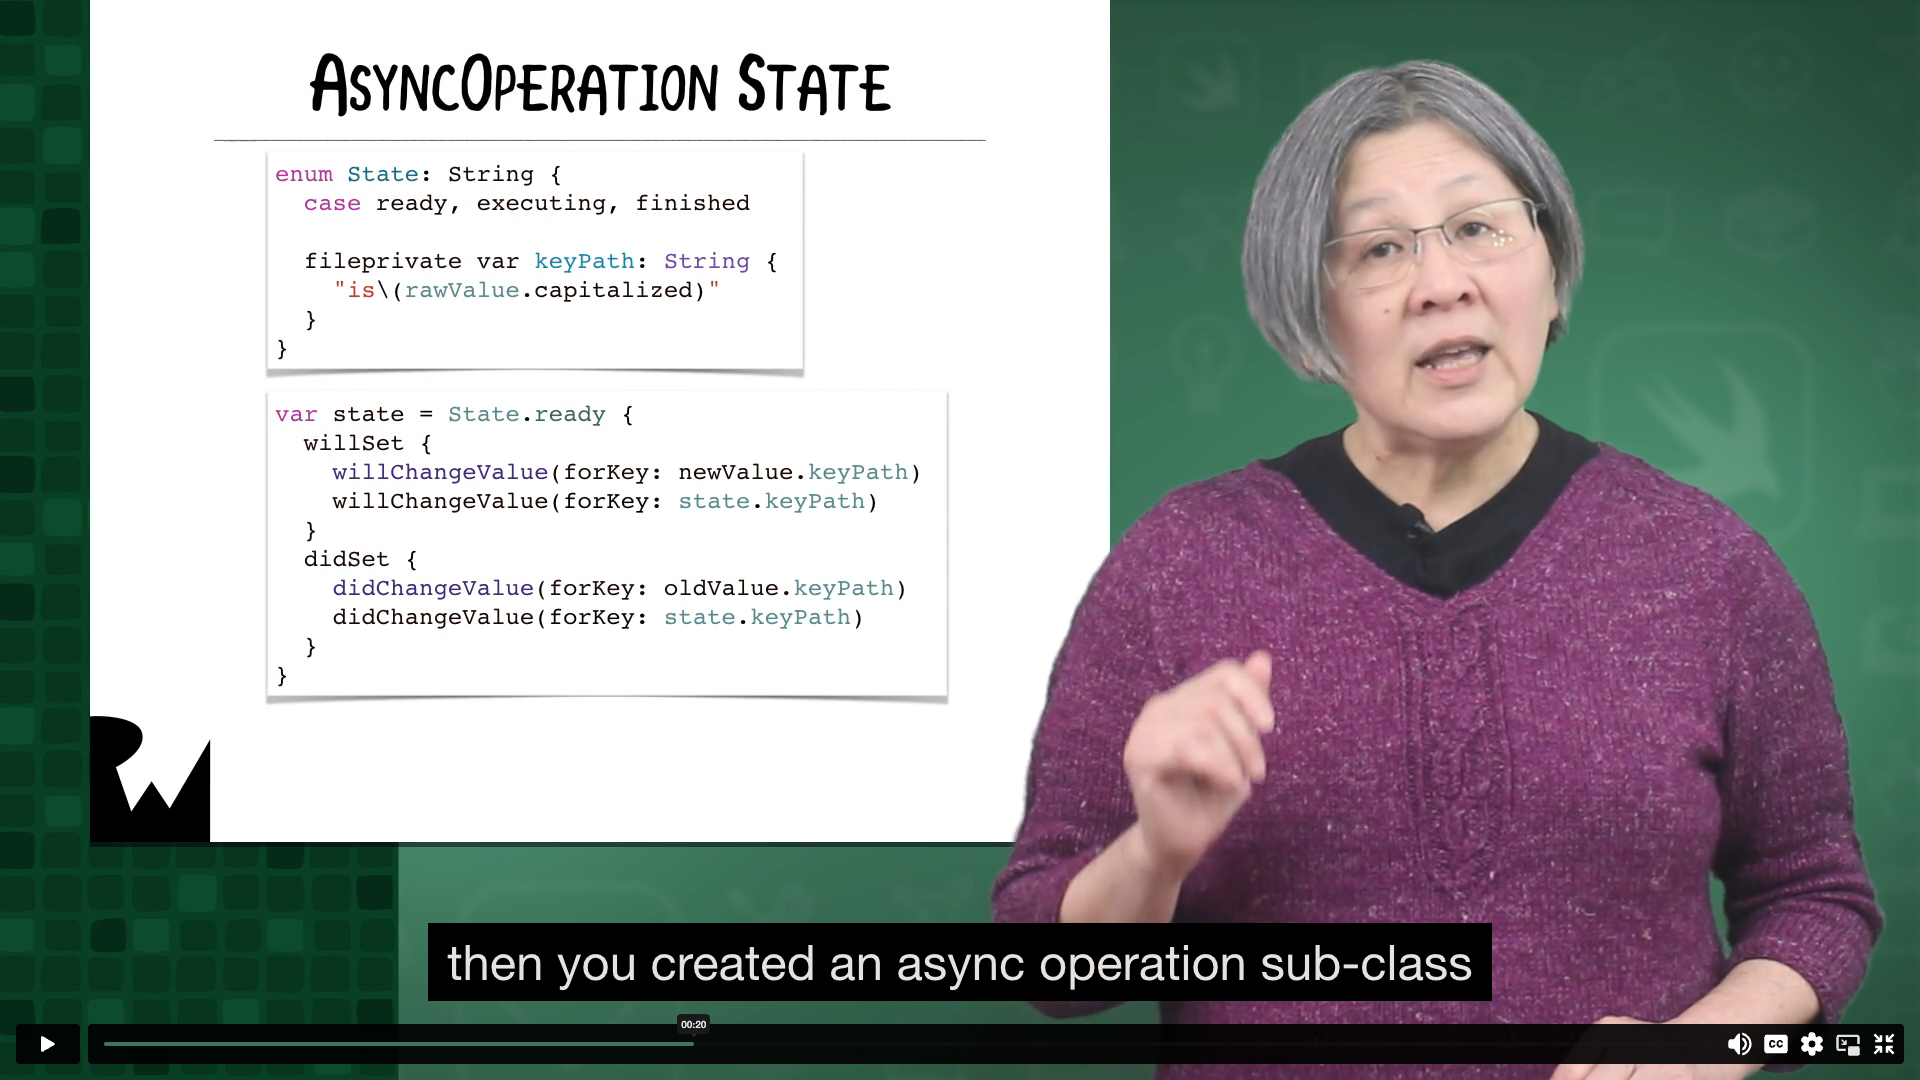 AsyncOperation State
enum State: String {
  case ready, executing, finished

  fileprivate var keyPath: String {
    "is\(rawValue.capitalized)"
  }
}
var state = State.ready {
  willSet {
    willChangeValue(forKey: newValue.keyPath)
    willChangeValue(forKey: state.keyPath)
  }
  didSet {
    didChangeValue(forKey: oldValue.keyPath)
    didChangeValue(forKey: state.keyPath)
  }
}
RW
then you created an async operation sub-class
00:20
CC